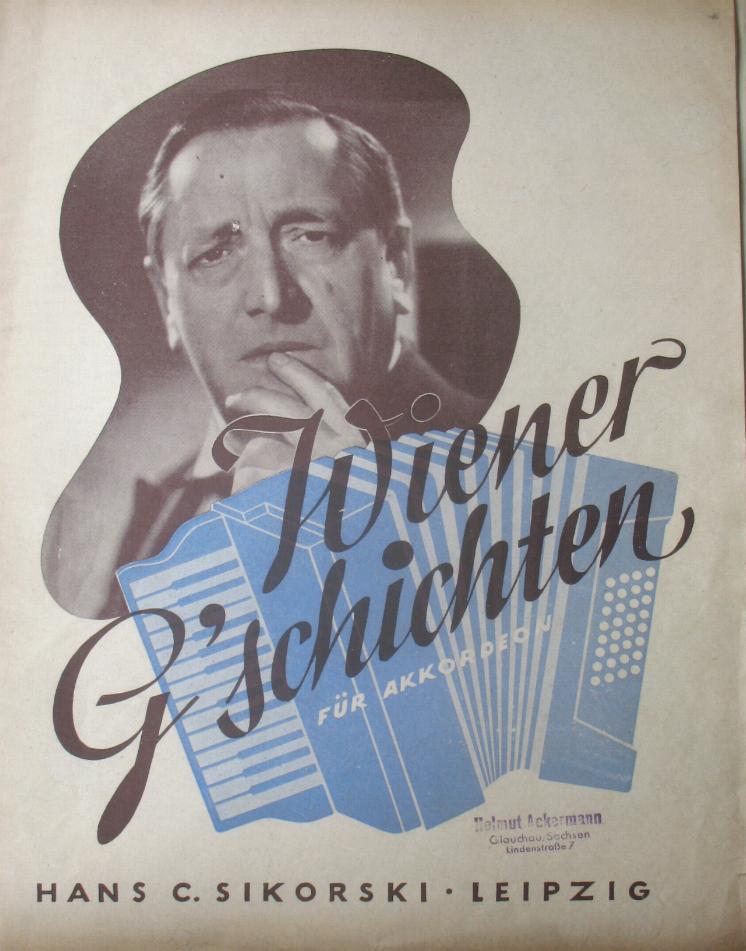 Wiener
G'schichten
FÜR AKKORDEON
Helmut Ackermann
Glauchau, Sachsen
Lindenstraße 7
HANS C. SIKORSKI · LEIPZIG